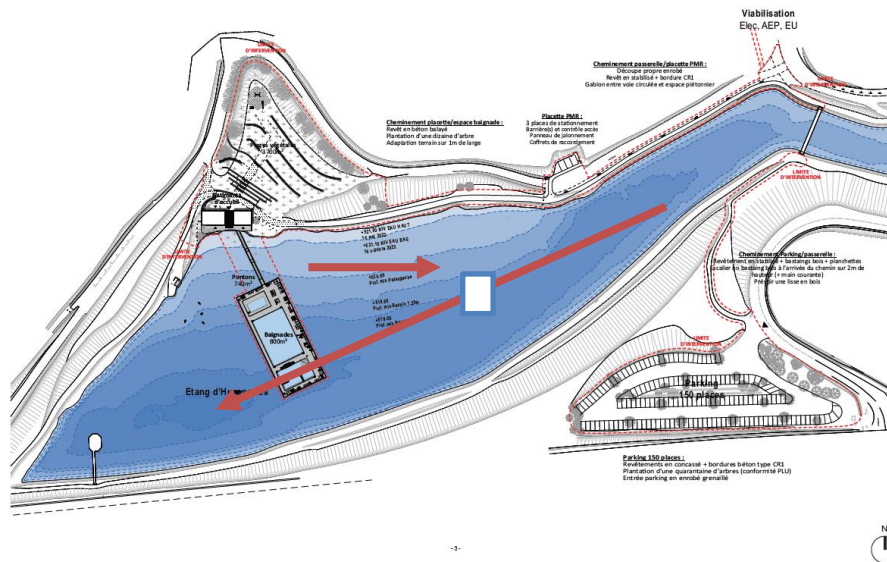 Viabilisation
Elec, AEP, EU
LIMITE
D'INTERVENTION
Cheminement passerelle/placette PMR :
Découpe propre enrobé
Revêt en stabilisé + bordure CR1
Gabion entre voie circulée et espace piétonnier
LIMITE
D'INTERVENTION
Cheminement placette/espace baignade :
Revêt en béton balayé
Plantation d'une dizaine d'arbre
Adaptation terrain sur 1m de large
Placette PMR :
3 places de stationnement
Barrière(s) et contrôle accès
Panneau de jalonnement
Coffrets de raccordement
Plages végétales
3700m²
LIMITE
D'INTERVENTION
d'accueil
LIMITE
D'INTERVENTION
Pontons
740m²
Baignades
800m²
Etang d'H
Cheminement Parking/passerelle :
Revêtement en stabilisé + bastaings bois + planchettes
Escalier en bastaing bois à l'arrivée du chemin sur 2m de
hauteur (+ main courante)
Prévoir une lisse en bois
LIMITE
D'INTERVENTION
Parking
150 places
Parking 150 places :
Revêtements en concassé + bordures béton type CR1
Plantation d'une quarantaine d'arbres (conformité PLU)
Entrée parking en enrobé grenaillé
- 3 -
N